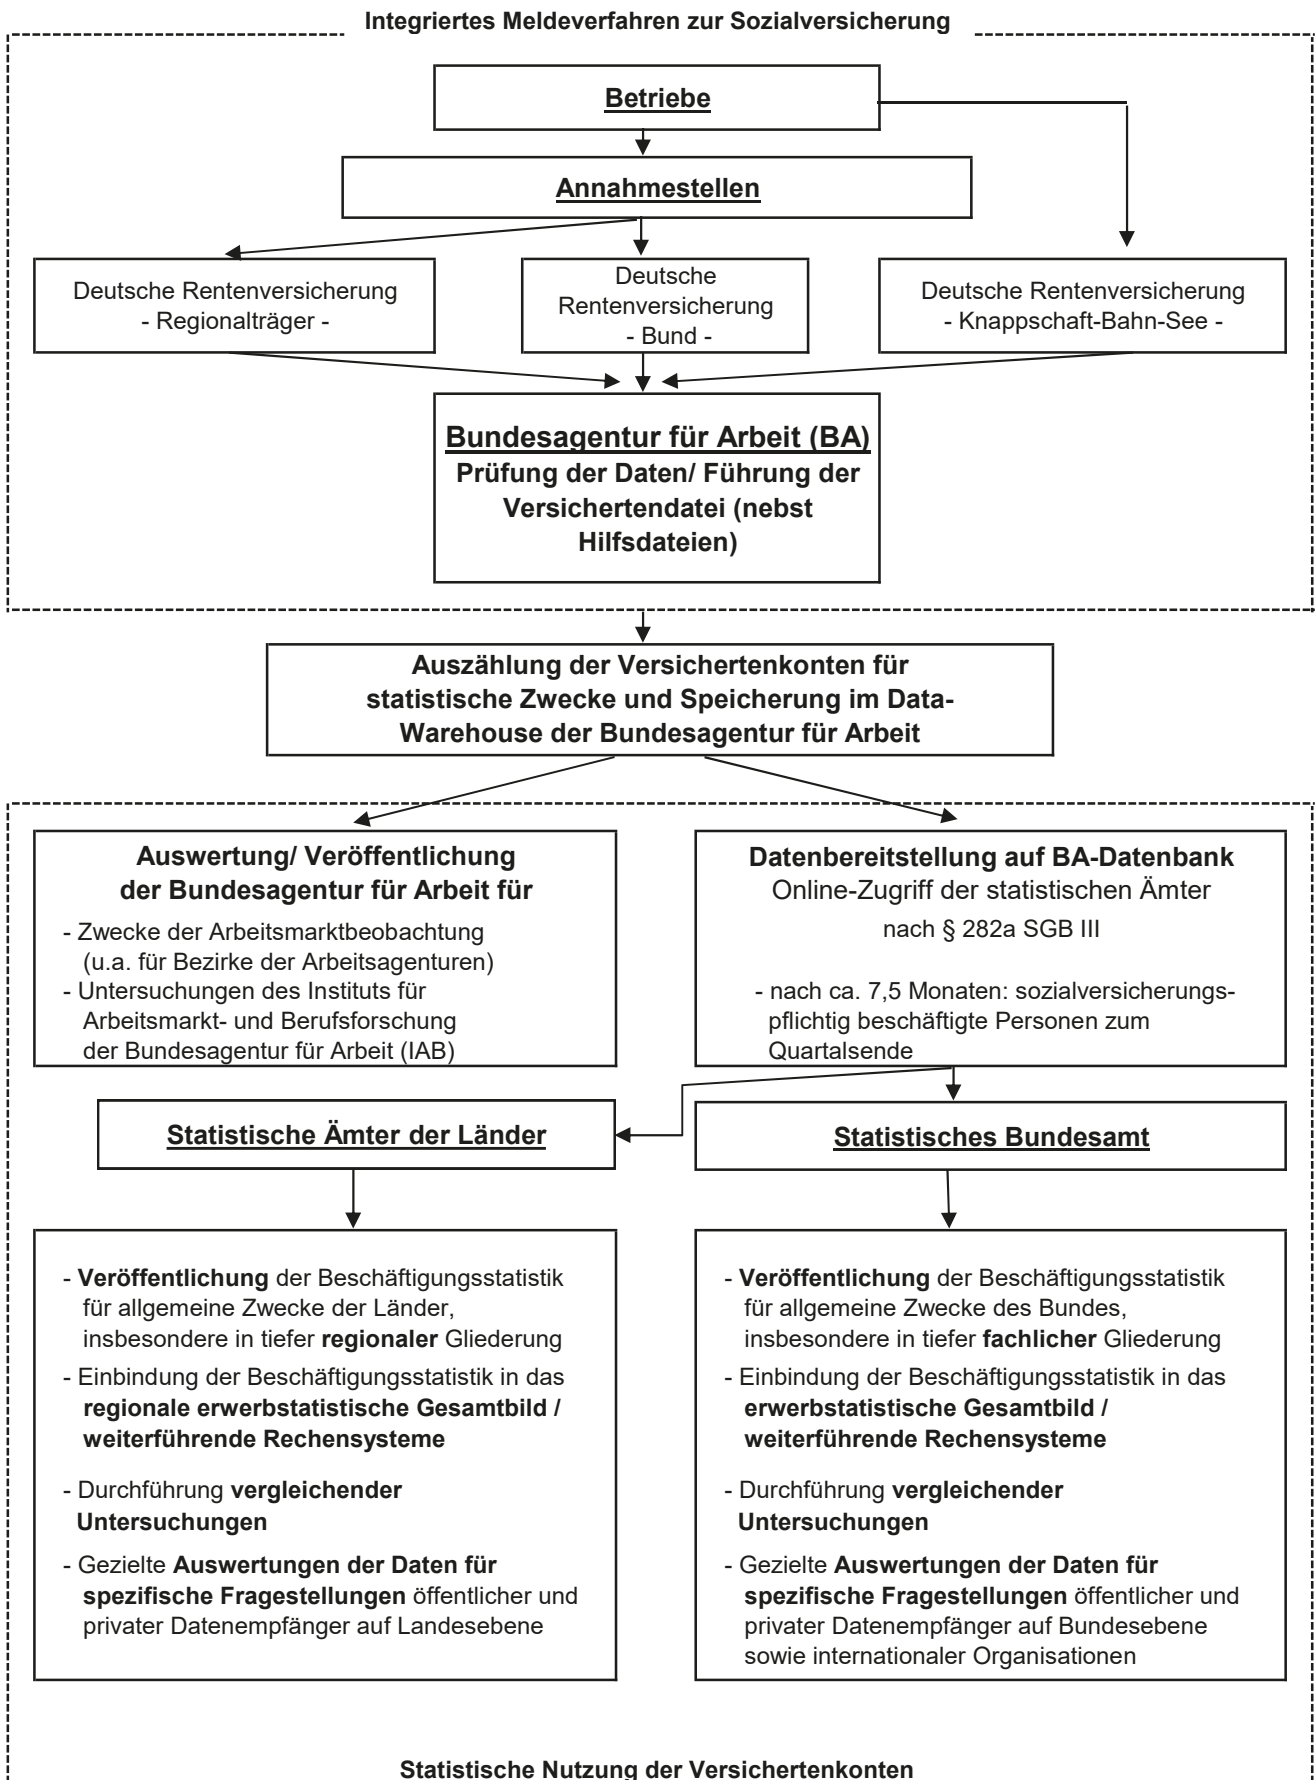 Integriertes Meldeverfahren zur Sozialversicherung
Betriebe
Annahmestellen
Deutsche Rentenversicherung
- Regionalträger -
Deutsche
Rentenversicherung
- Bund -
Deutsche Rentenversicherung
- Knappschaft-Bahn-See -
Bundesagentur für Arbeit (BA)
Prüfung der Daten/ Führung der
Versichertendatei (nebst
Hilfsdateien)
Auszählung der Versichertenkonten für
statistische Zwecke und Speicherung im Data-
Warehouse der Bundesagentur für Arbeit
Auswertung/ Veröffentlichung
der Bundesagentur für Arbeit für
- Zwecke der Arbeitsmarktbeobachtung
(u.a. für Bezirke der Arbeitsagenturen)
- Untersuchungen des Instituts für
Arbeitsmarkt- und Berufsforschung
der Bundesagentur für Arbeit (IAB)
Datenbereitstellung auf BA-Datenbank
Online-Zugriff der statistischen Ämter
nach § 282a SGB III
- nach ca. 7,5 Monaten: sozialversicherungs-
pflichtig beschäftigte Personen zum
Quartalsende
Statistische Ämter der Länder
Statistisches Bundesamt
- Veröffentlichung der Beschäftigungsstatistik
für allgemeine Zwecke der Länder,
insbesondere in tiefer regionaler Gliederung
- Einbindung der Beschäftigungsstatistik in das
regionale erwerbstatistische Gesamtbild /
weiterführende Rechensysteme
- Durchführung vergleichender
Untersuchungen
- Gezielte Auswertungen der Daten für
spezifische Fragestellungen öffentlicher und
privater Datenempfänger auf Landesebene
- Veröffentlichung der Beschäftigungsstatistik
für allgemeine Zwecke des Bundes,
insbesondere in tiefer fachlicher Gliederung
- Einbindung der Beschäftigungsstatistik in das
erwerbstatistische Gesamtbild /
weiterführende Rechensysteme
- Durchführung vergleichender
Untersuchungen
- Gezielte Auswertungen der Daten für
spezifische Fragestellungen öffentlicher und
privater Datenempfänger auf Bundesebene
sowie internationaler Organisationen
Statistische Nutzung der Versichertenkonten